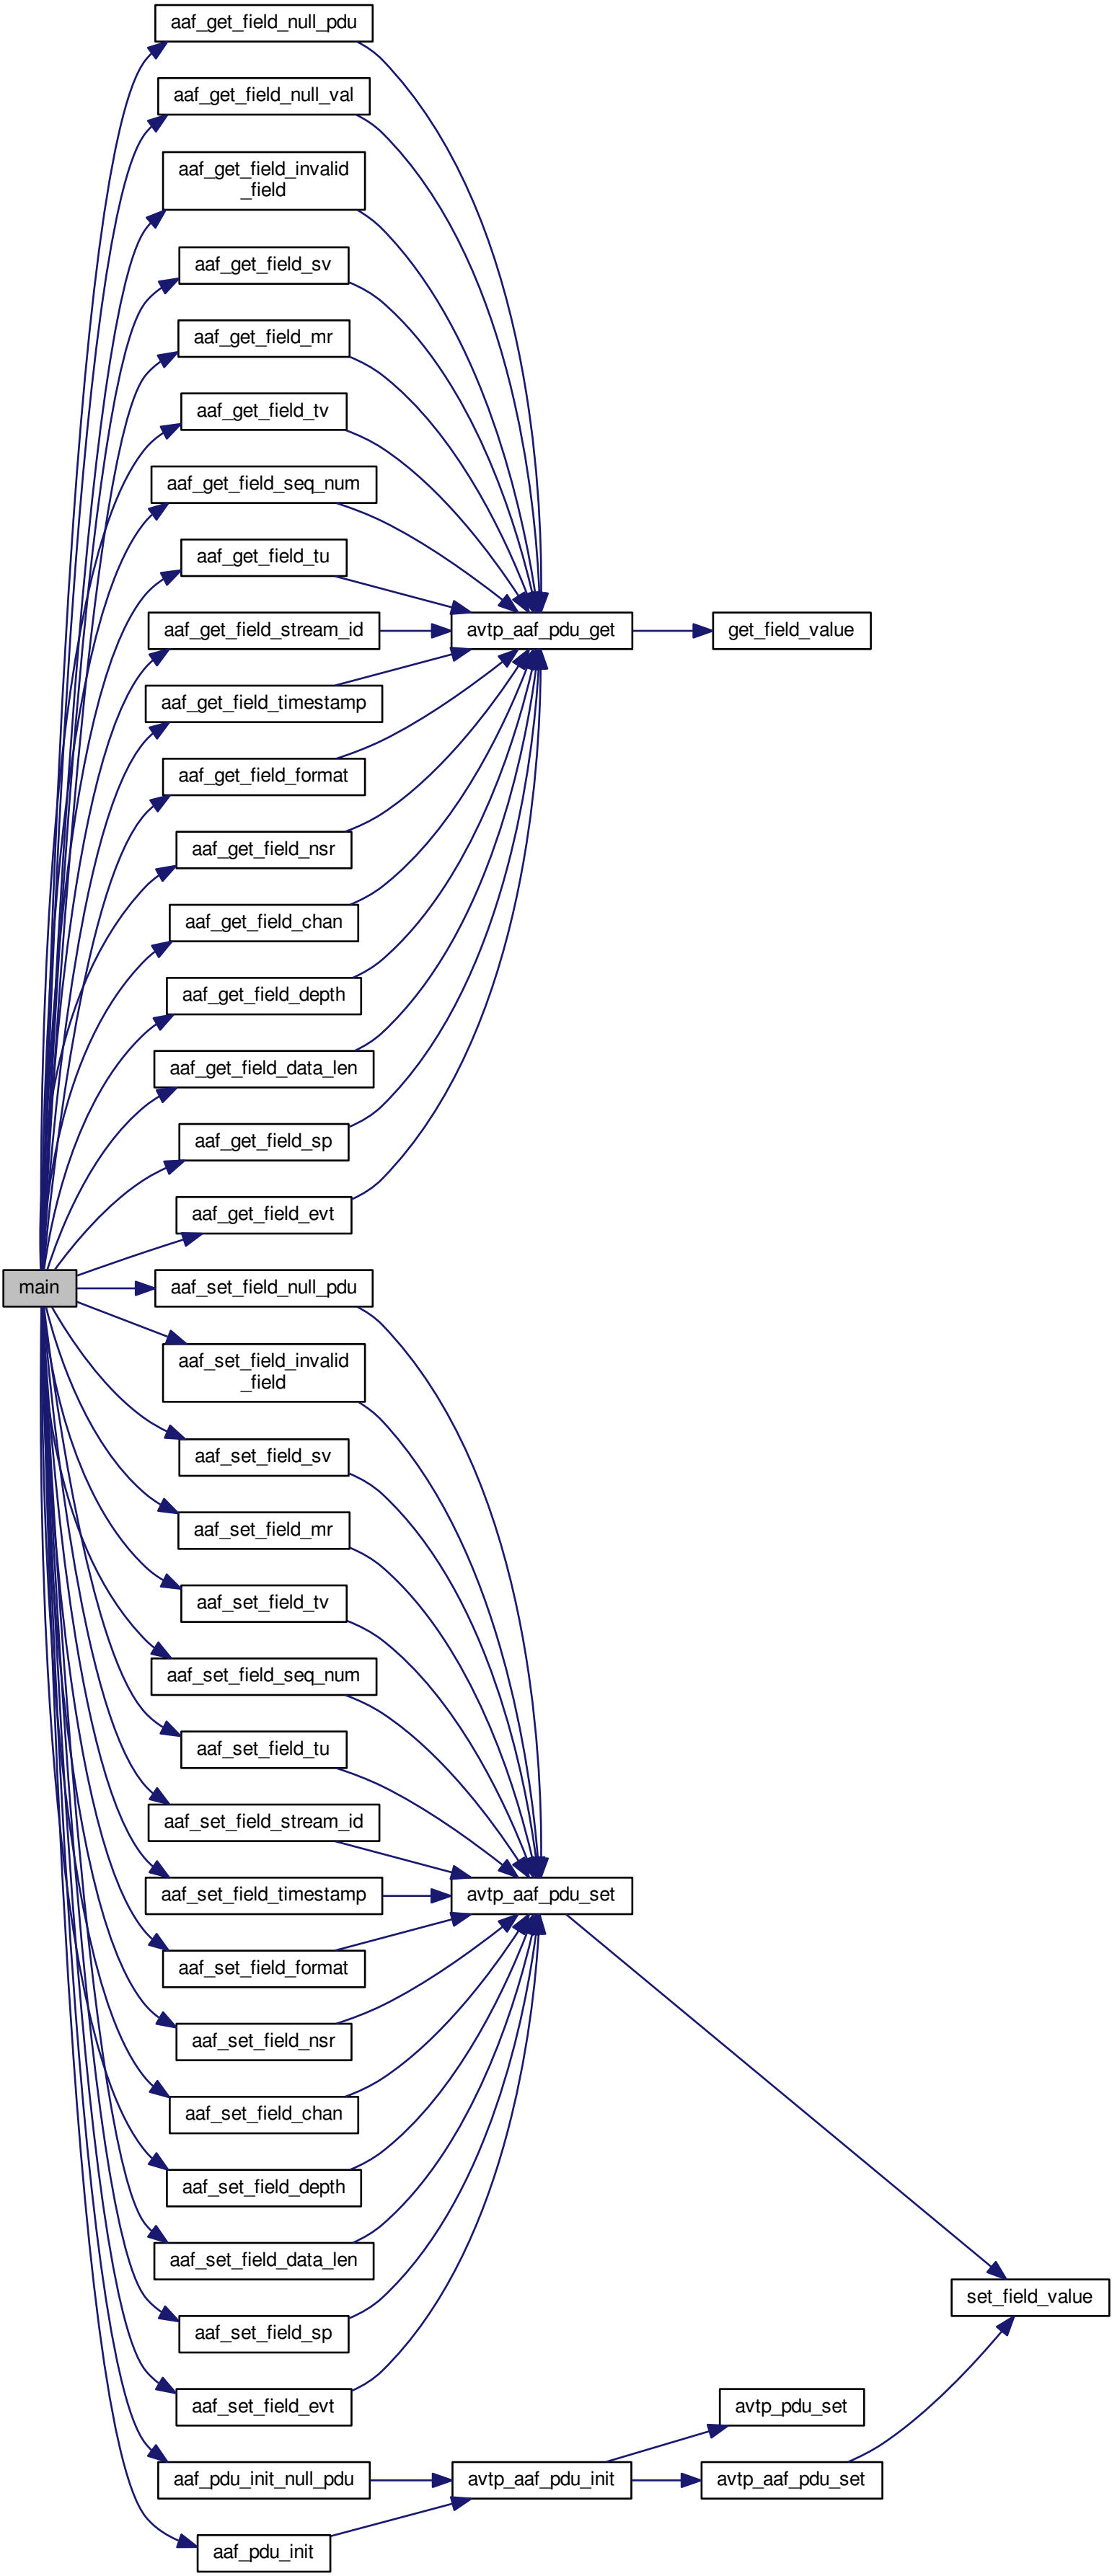 aaf_get_field_null_pdu
aaf_get_field_null_val
aaf_get_field_invalid
_field
aaf_get_field_sv
aaf_get_field_mr
aaf_get_field_tv
aaf_get_field_seq_num
aaf_get_field_tu
aaf_get_field_stream_id
avtp_aaf_pdu_get
get_field_value
aaf_get_field_timestamp
aaf_get_field_format
aaf_get_field_nsr
aaf_get_field_chan
aaf_get_field_depth
aaf_get_field_data_len
aaf_get_field_sp
aaf_get_field_evt
main
aaf_set_field_null_pdu
aaf_set_field_invalid
_field
aaf_set_field_sv
aaf_set_field_mr
aaf_set_field_tv
aaf_set_field_seq_num
aaf_set_field_tu
aaf_set_field_stream_id
aaf_set_field_timestamp
avtp_aaf_pdu_set
aaf_set_field_format
aaf_set_field_nsr
aaf_set_field_chan
aaf_set_field_depth
aaf_set_field_data_len
set_field_value
aaf_set_field_sp
aaf_set_field_evt
avtp_pdu_set
aaf_pdu_init_null_pdu
avtp_aaf_pdu_init
avtp_aaf_pdu_set
aaf_pdu_init